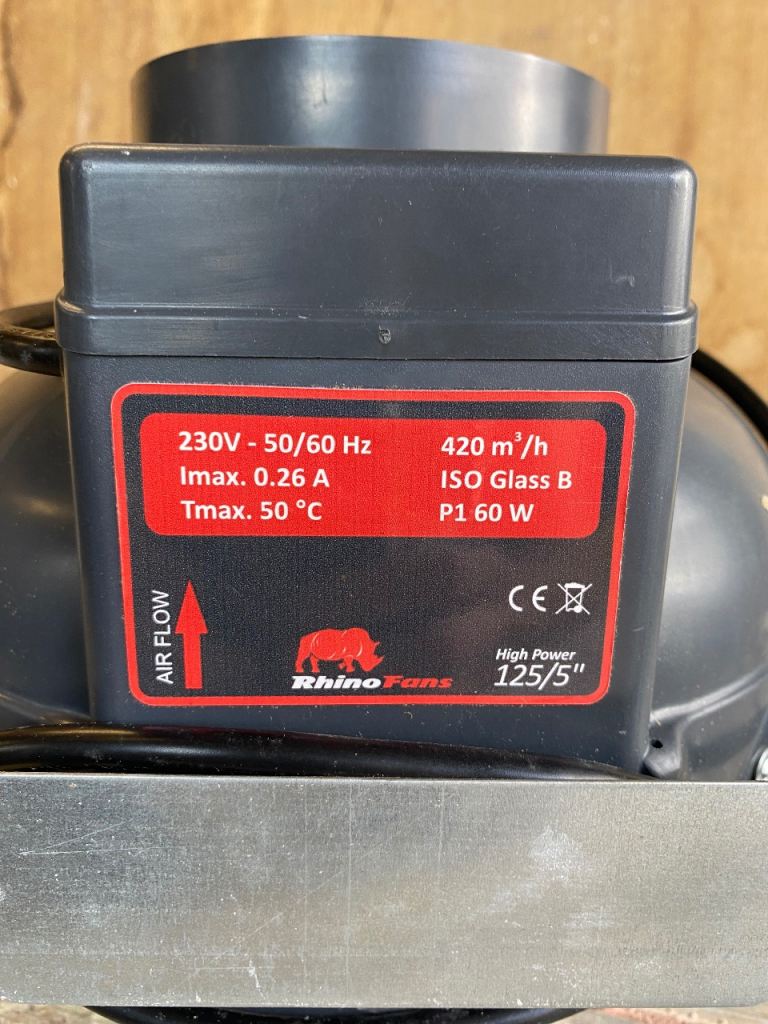 230V - 50/60 Hz
Imax. 0.26 A
Tmax. 50 °C
420 m³/h
ISO Glass B
P1 60 W
AIR FLOW
CE
RhinoFans
High Power
125/5"